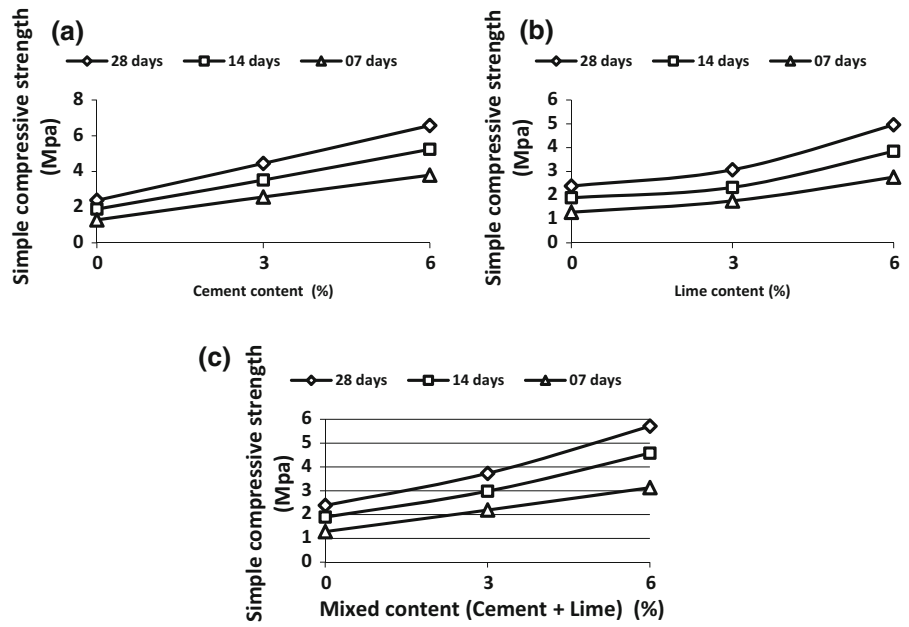 (a)
28 days 14 days 07 days
Simple compressive strength
(Mpa)
8
6
4
2
0
0 3 6
Cement content (%)
(b)
28 days 14 days 07 days
Simple compressive strength
(Mpa)
6
5
4
3
2
1
0
0 3 6
Lime content (%)
(c)
28 days 14 days 07 days
Simple compressive strength
(Mpa)
6
5
4
3
2
1
0
0 3 6
Mixed content (Cement + Lime) (%)